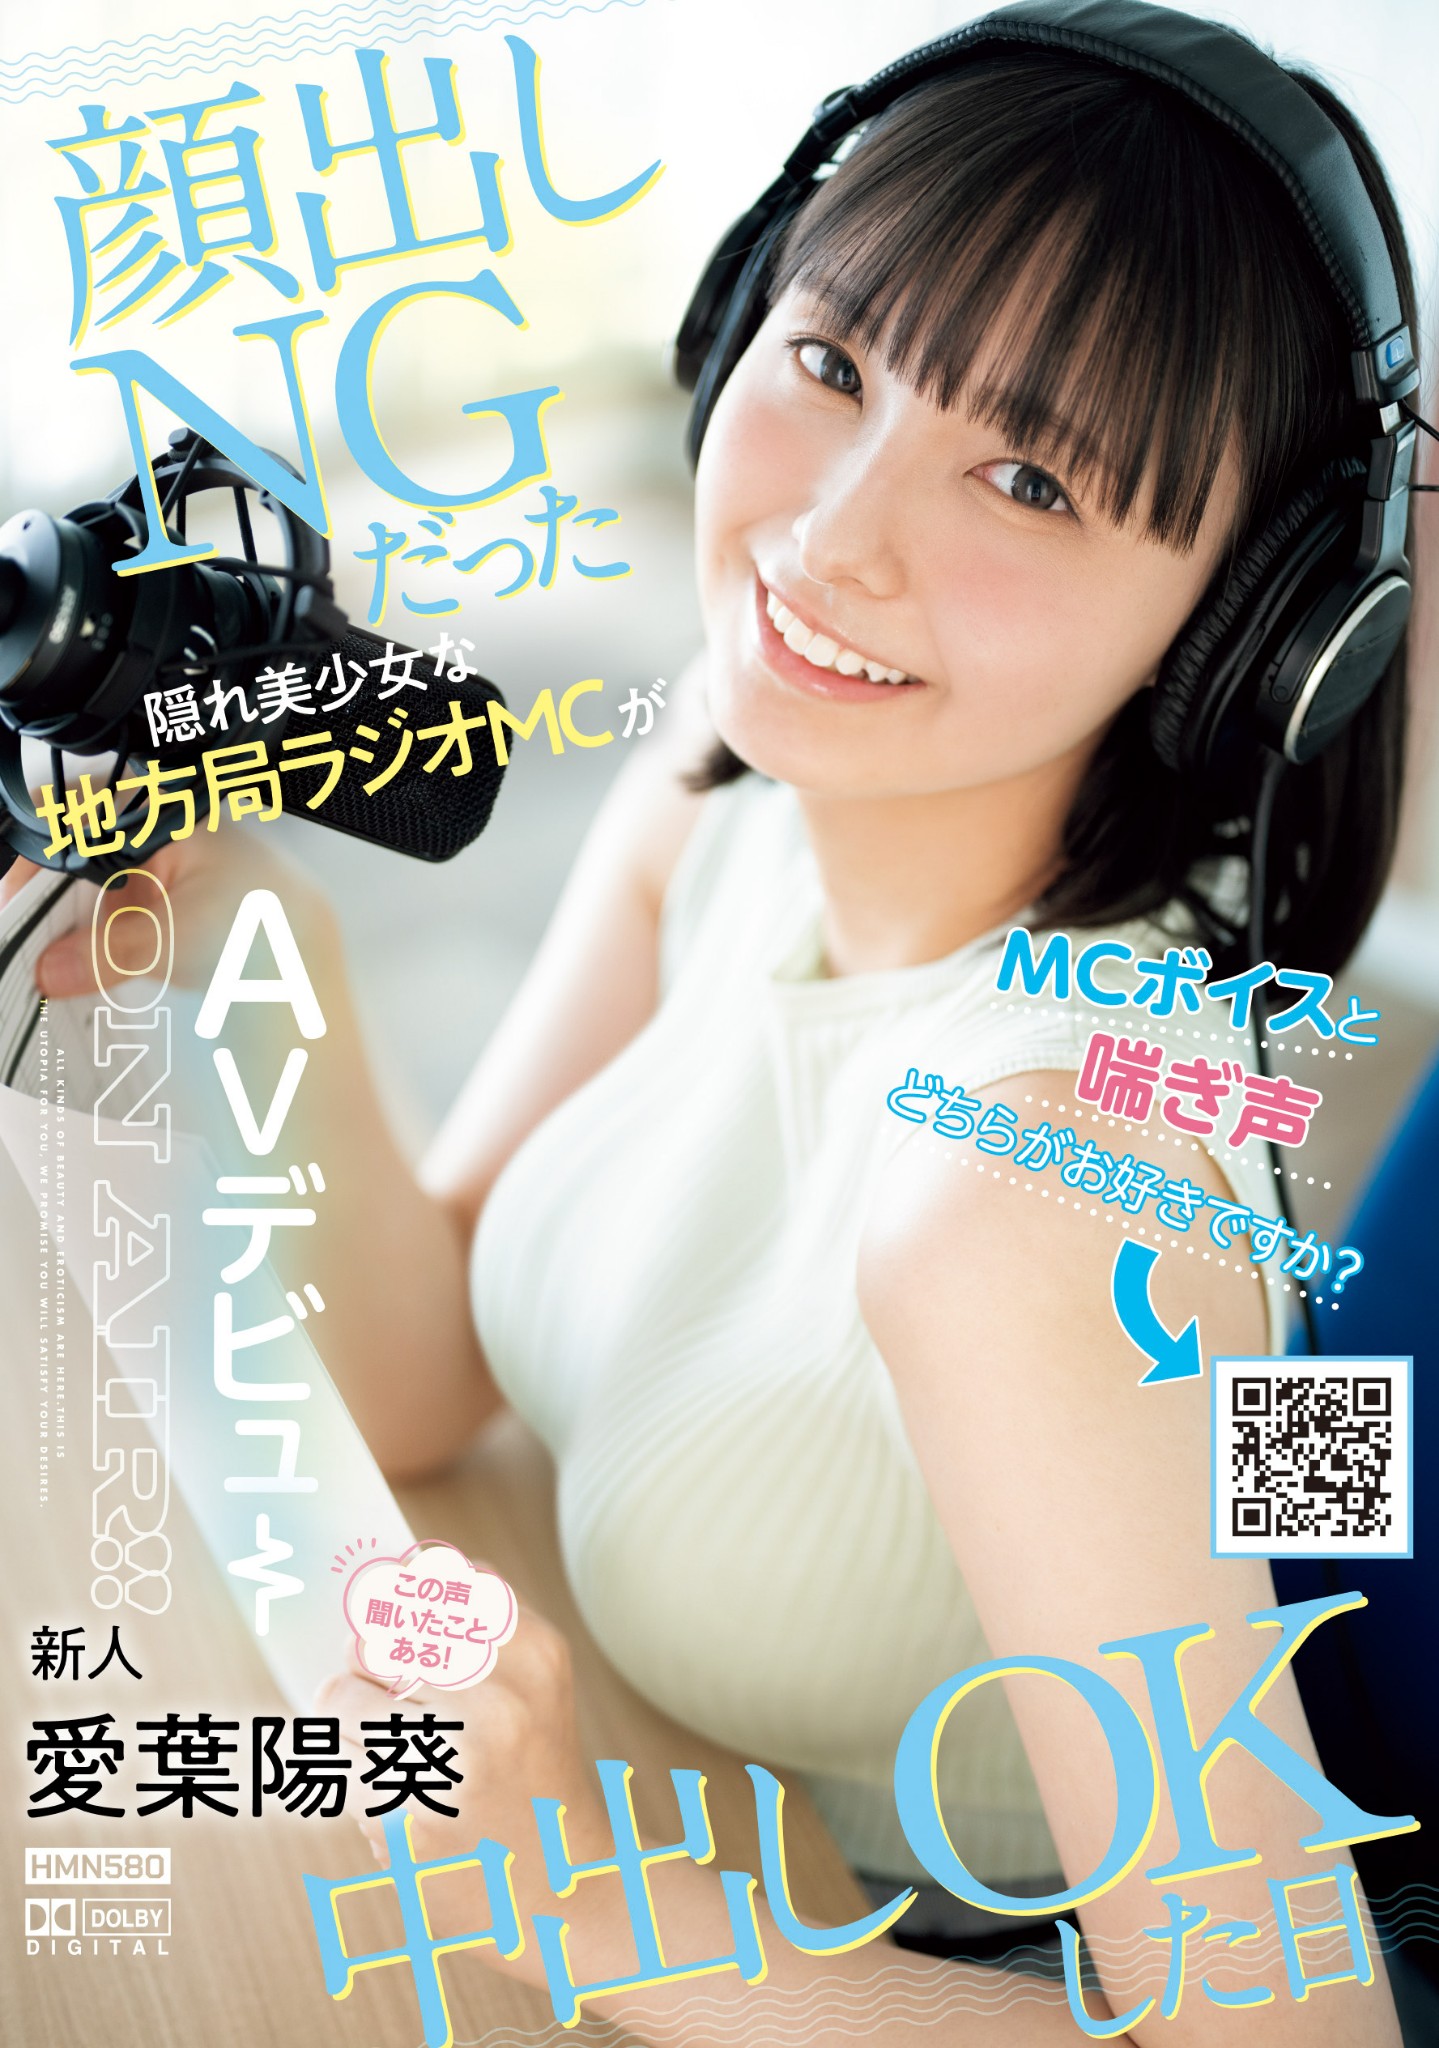 顔出し
NG
だった
隠れ美少女な
地方局ラジオMCが
AVデビュー
ON AIR!!
ALL KINDS OF BEAUTY AND EROTICISM ARE HERE.THIS IS
THE UTOPIA FOR YOU, WE PROMISE YOU WILL SATISFY YOUR DESIRES.
MCボイスと
喘ぎ声
どちらがお好きですか?
この声
聞いたこと
ある!
新人
愛葉陽葵
中出しOK
した日
HMN580
DOLBY
DIGITAL